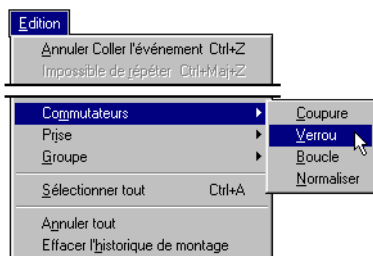 Edition
Annuler Coller l'événement Ctrl+Z
Impossible de répéter Ctrl+Maj+Z
Commutateurs
Prise
Groupe
Sélectionner tout Ctrl+A
Annuler tout
Effacer l'historique de montage
Coupure
Verrou
Boucle
Normaliser